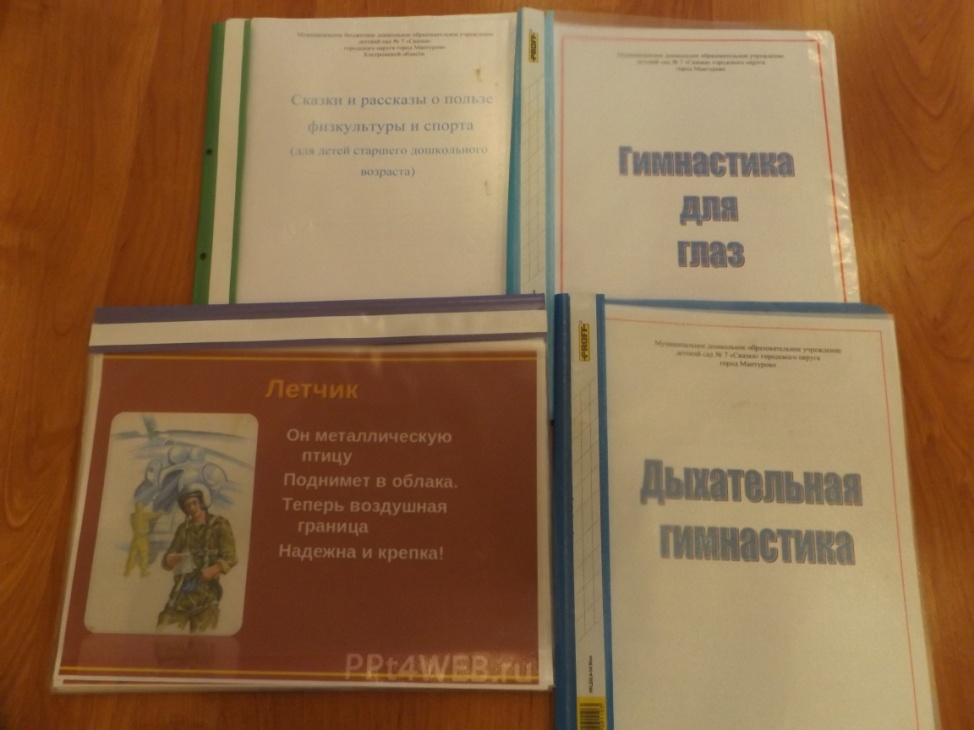 Муниципальное бюджетное дошкольное образовательное учреждение
детский сад № 7 «Сказка»
городского округа город Мантурово
Костромской области
Сказки и рассказы о пользе
физкультуры и спорта
(для детей старшего дошкольного
возраста)
PROFF
Муниципальное дошкольное образовательное учреждение
детский сад № 7 «Сказка» городского округа
город Мантурово
Гимнастика
для
глаз
Летчик
Он металлическую
птицу
Поднимет в облака.
Теперь воздушная
граница
Надежна и крепка!
PPt4WEB.ru
PROFF
Муниципальное дошкольное образовательное учреждение
детский сад № 7 «Сказка» городского округа
город Мантурово
Дыхательная
гимнастика